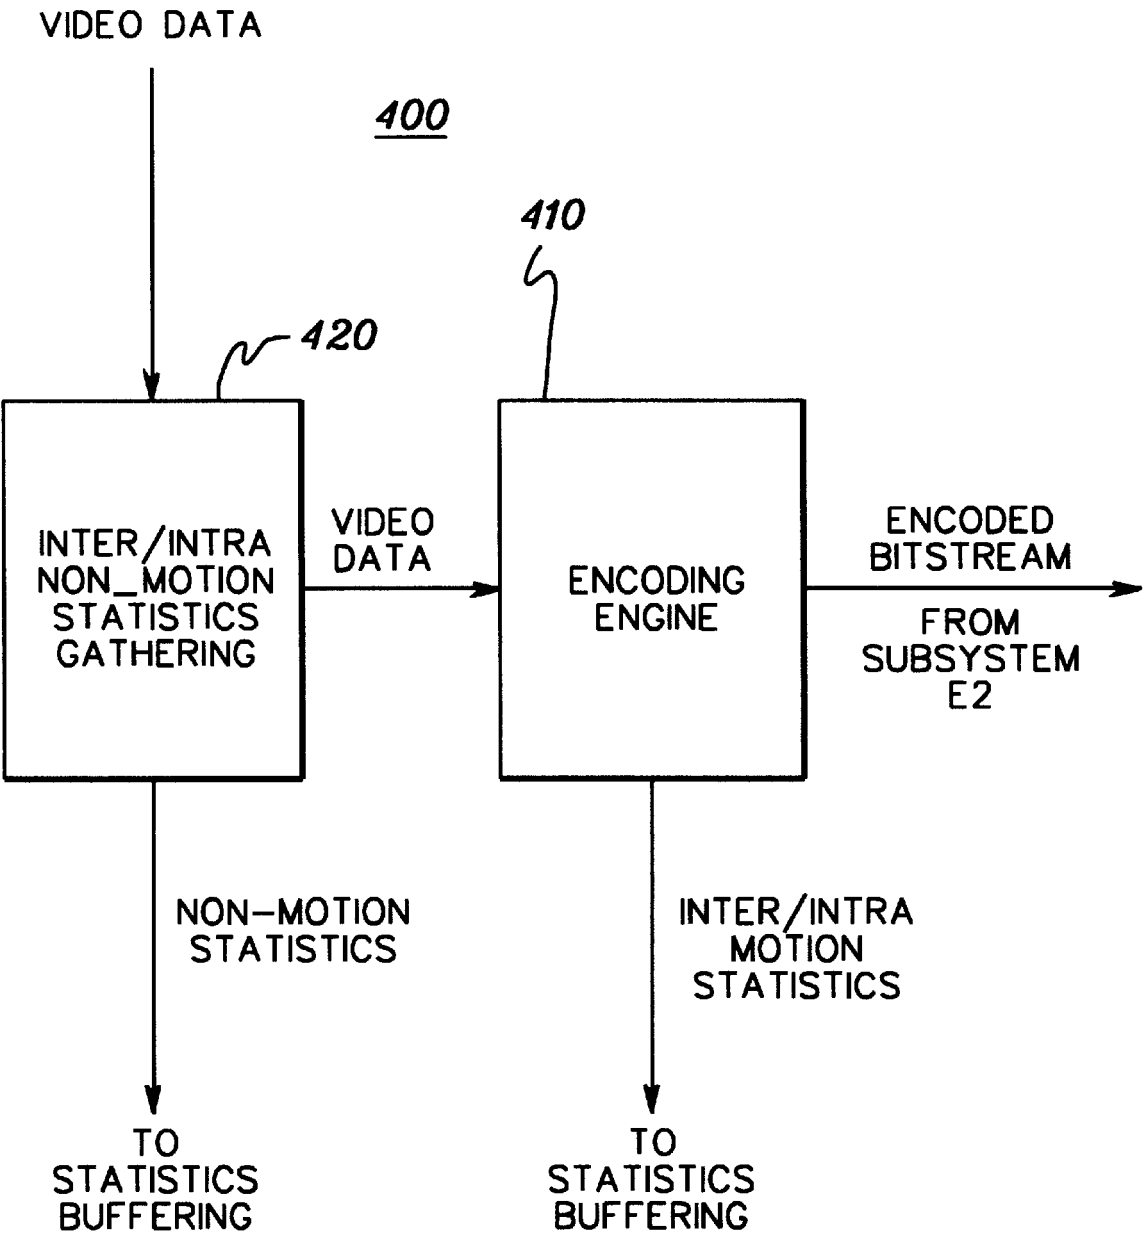 VIDEO DATA
400
410
420
INTER/INTRA
NON_MOTION
STATISTICS
GATHERING
VIDEO
DATA
ENCODING
ENGINE
ENCODED
BITSTREAM
FROM
SUBSYSTEM
E2
NON-MOTION
STATISTICS
INTER/INTRA
MOTION
STATISTICS
TO
STATISTICS
BUFFERING
TO
STATISTICS
BUFFERING